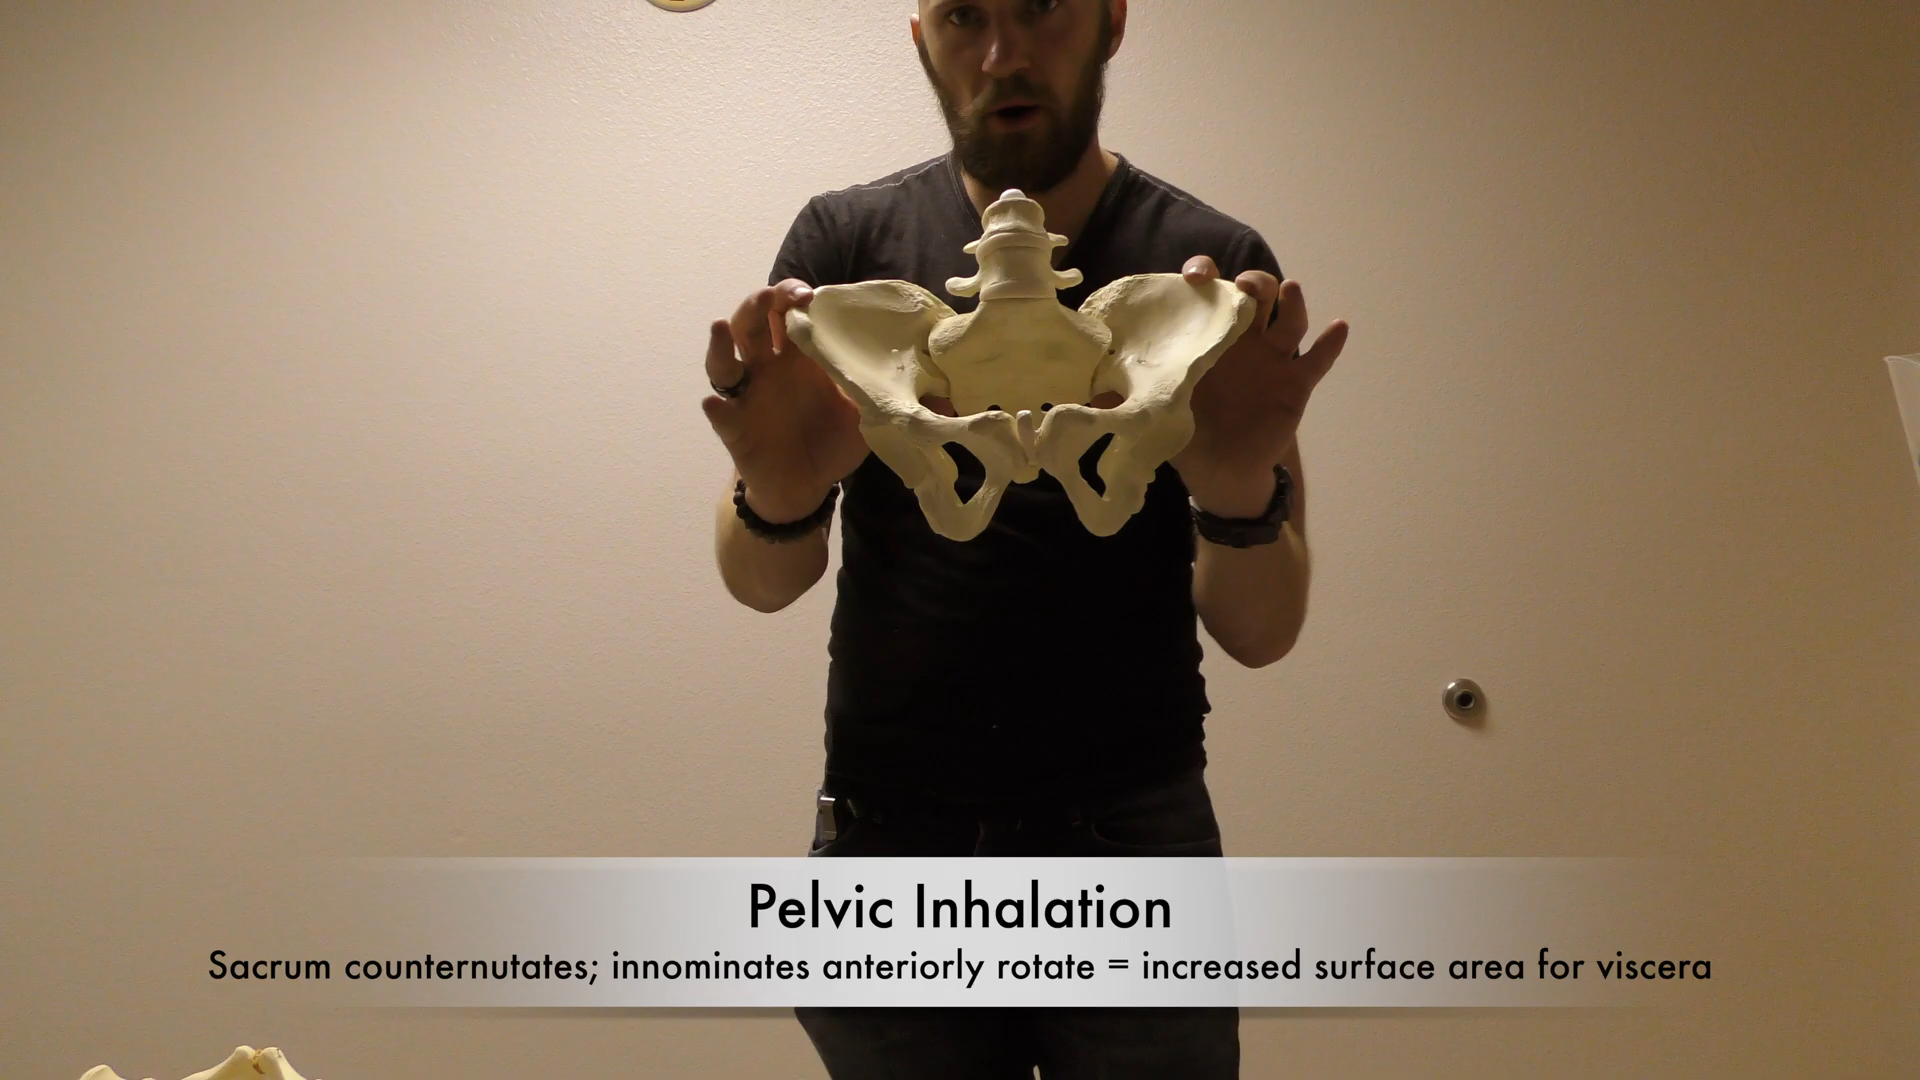 Pelvic Inhalation
Sacrum counternutates; innominates anteriorly rotate = increased surface area for viscera